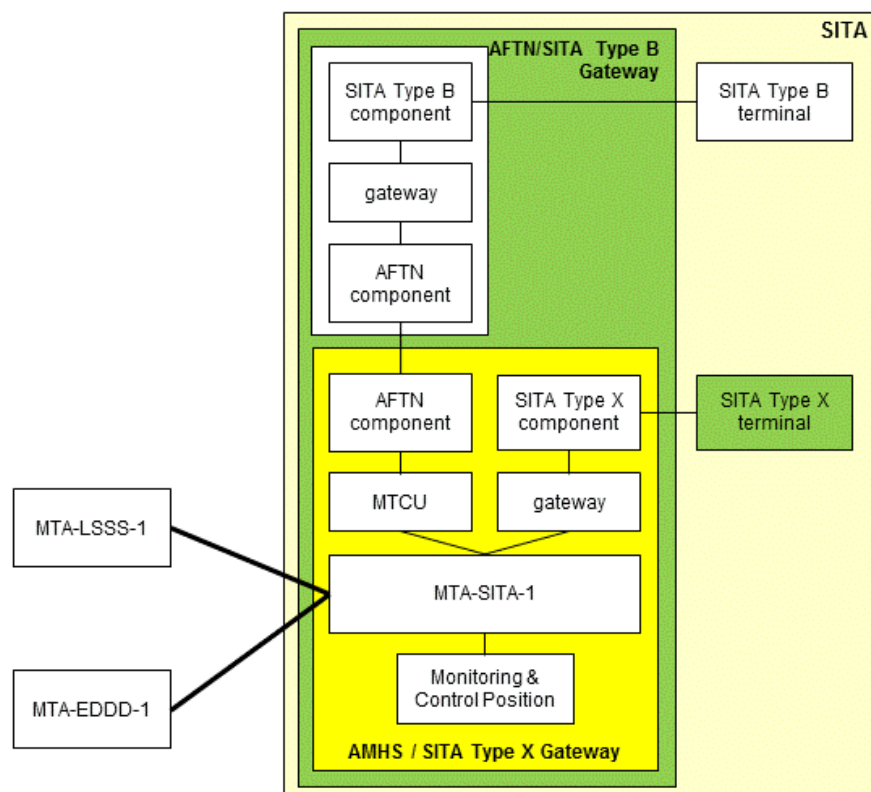 SITA
AFTN/SITA Type B
Gateway
SITA Type B
component
SITA Type B
terminal
gateway
AFTN
component
AFTN
component
SITA Type X
component
SITA Type X
terminal
MTCU
gateway
MTA-LSSS-1
MTA-SITA-1
MTA-EDDD-1
Monitoring &
Control Position
AMHS / SITA Type X Gateway